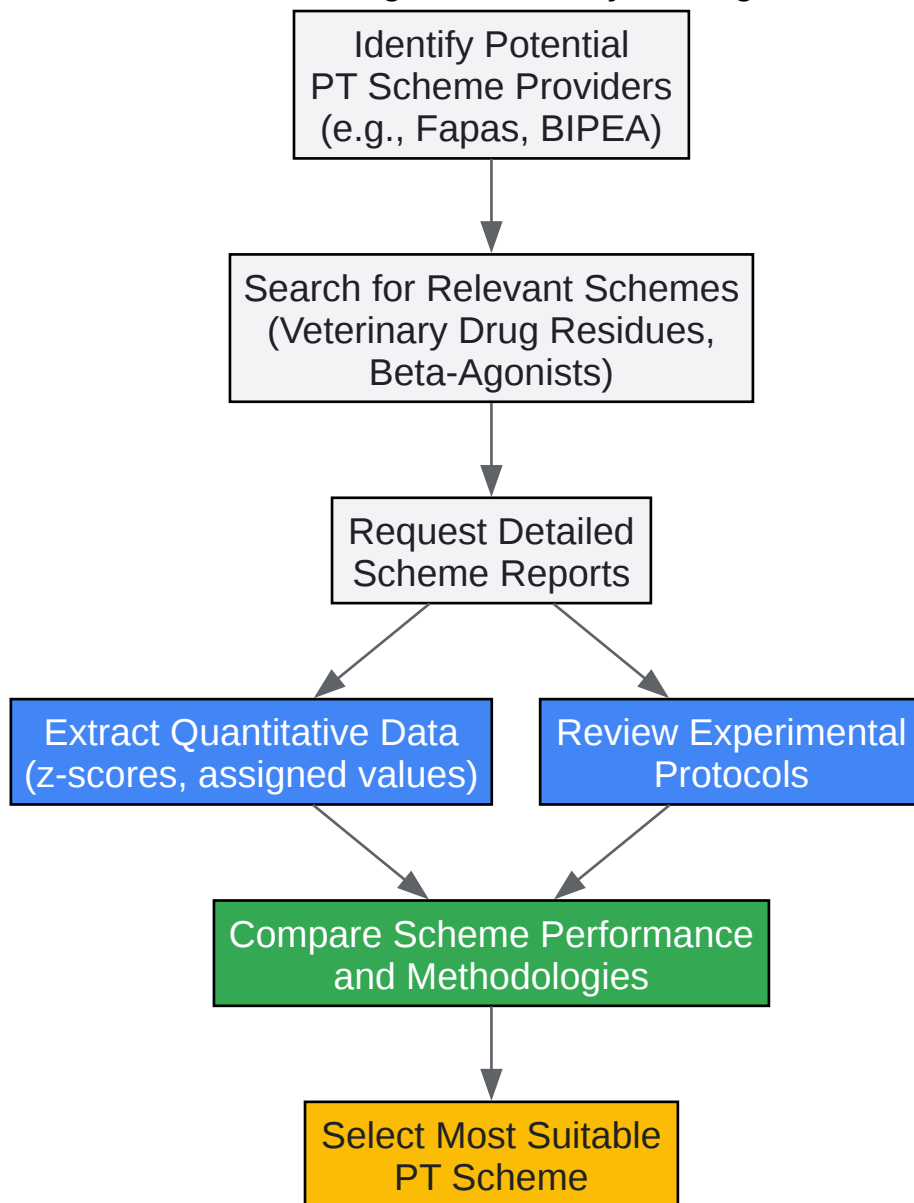 Identify Potential
PT Scheme Providers
(e.g., Fapas, BIPEA)
Search for Relevant Schemes
(Veterinary Drug Residues,
Beta-Agonists)
Request Detailed
Scheme Reports
Extract Quantitative Data
(z-scores, assigned values)
Review Experimental
Protocols
Compare Scheme Performance
and Methodologies
Select Most Suitable
PT Scheme